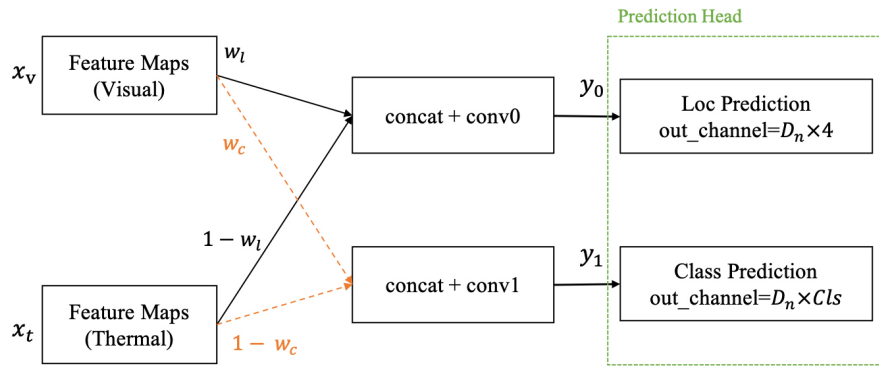 Prediction Head
x_v
Feature Maps
(Visual)
w_l
w_c
1 − w_l
x_t
Feature Maps
(Thermal)
1 − w_c
concat + conv0
y_0
Loc Prediction
out_channel=D_n×4
concat + conv1
y_1
Class Prediction
out_channel=D_n×Cls